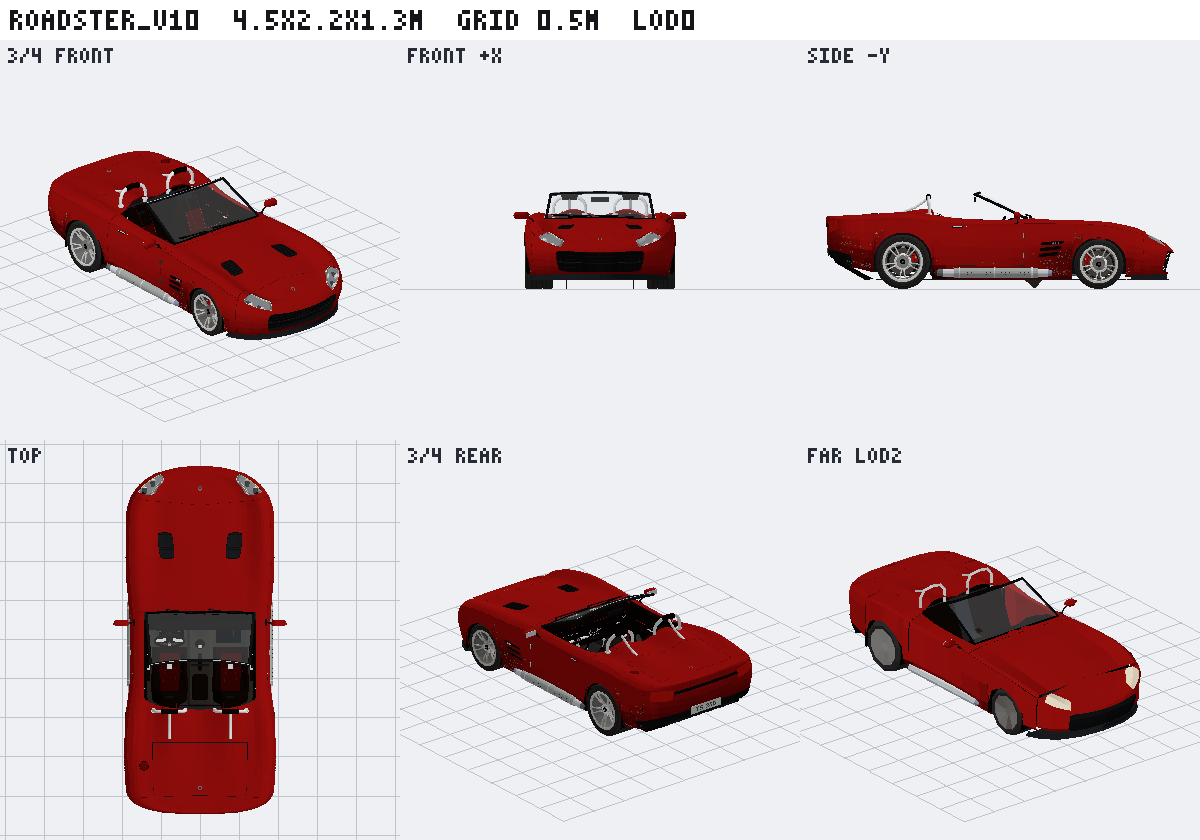 ROADSTER_V10 4.5X2.2X1.3M GRID 0.5M LOD0
3/4 FRONT
FRONT +X
SIDE -Y
TOP
3/4 REAR
FAR LOD2